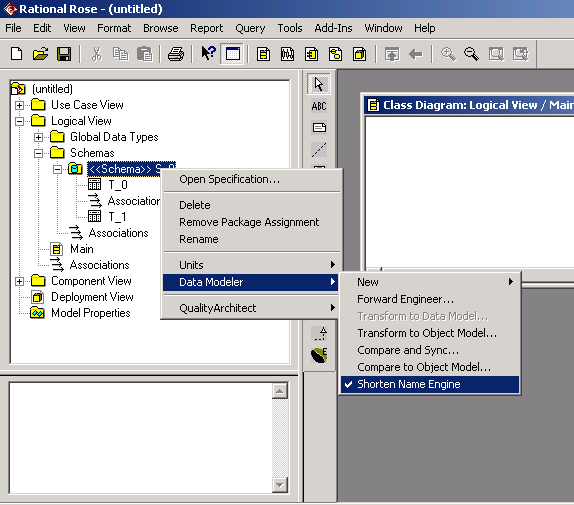 Rational Rose - (untitled)
File Edit View Format Browse Report Query Tools Add-Ins Window Help
ABC
(untitled)
Use Case View
Logical View
Global Data Types
Schemas
<<Schema>> S_0
T_0
Association
T_1
Associations
Main
Associations
Component View
Deployment View
Model Properties
Class Diagram: Logical View / Main
Open Specification...
Delete
Remove Package Assignment
Rename
Units
Data Modeler
QualityArchitect
New
Forward Engineer...
Transform to Data Model...
Transform to Object Model...
Compare and Sync...
Compare to Object Model...
Shorten Name Engine